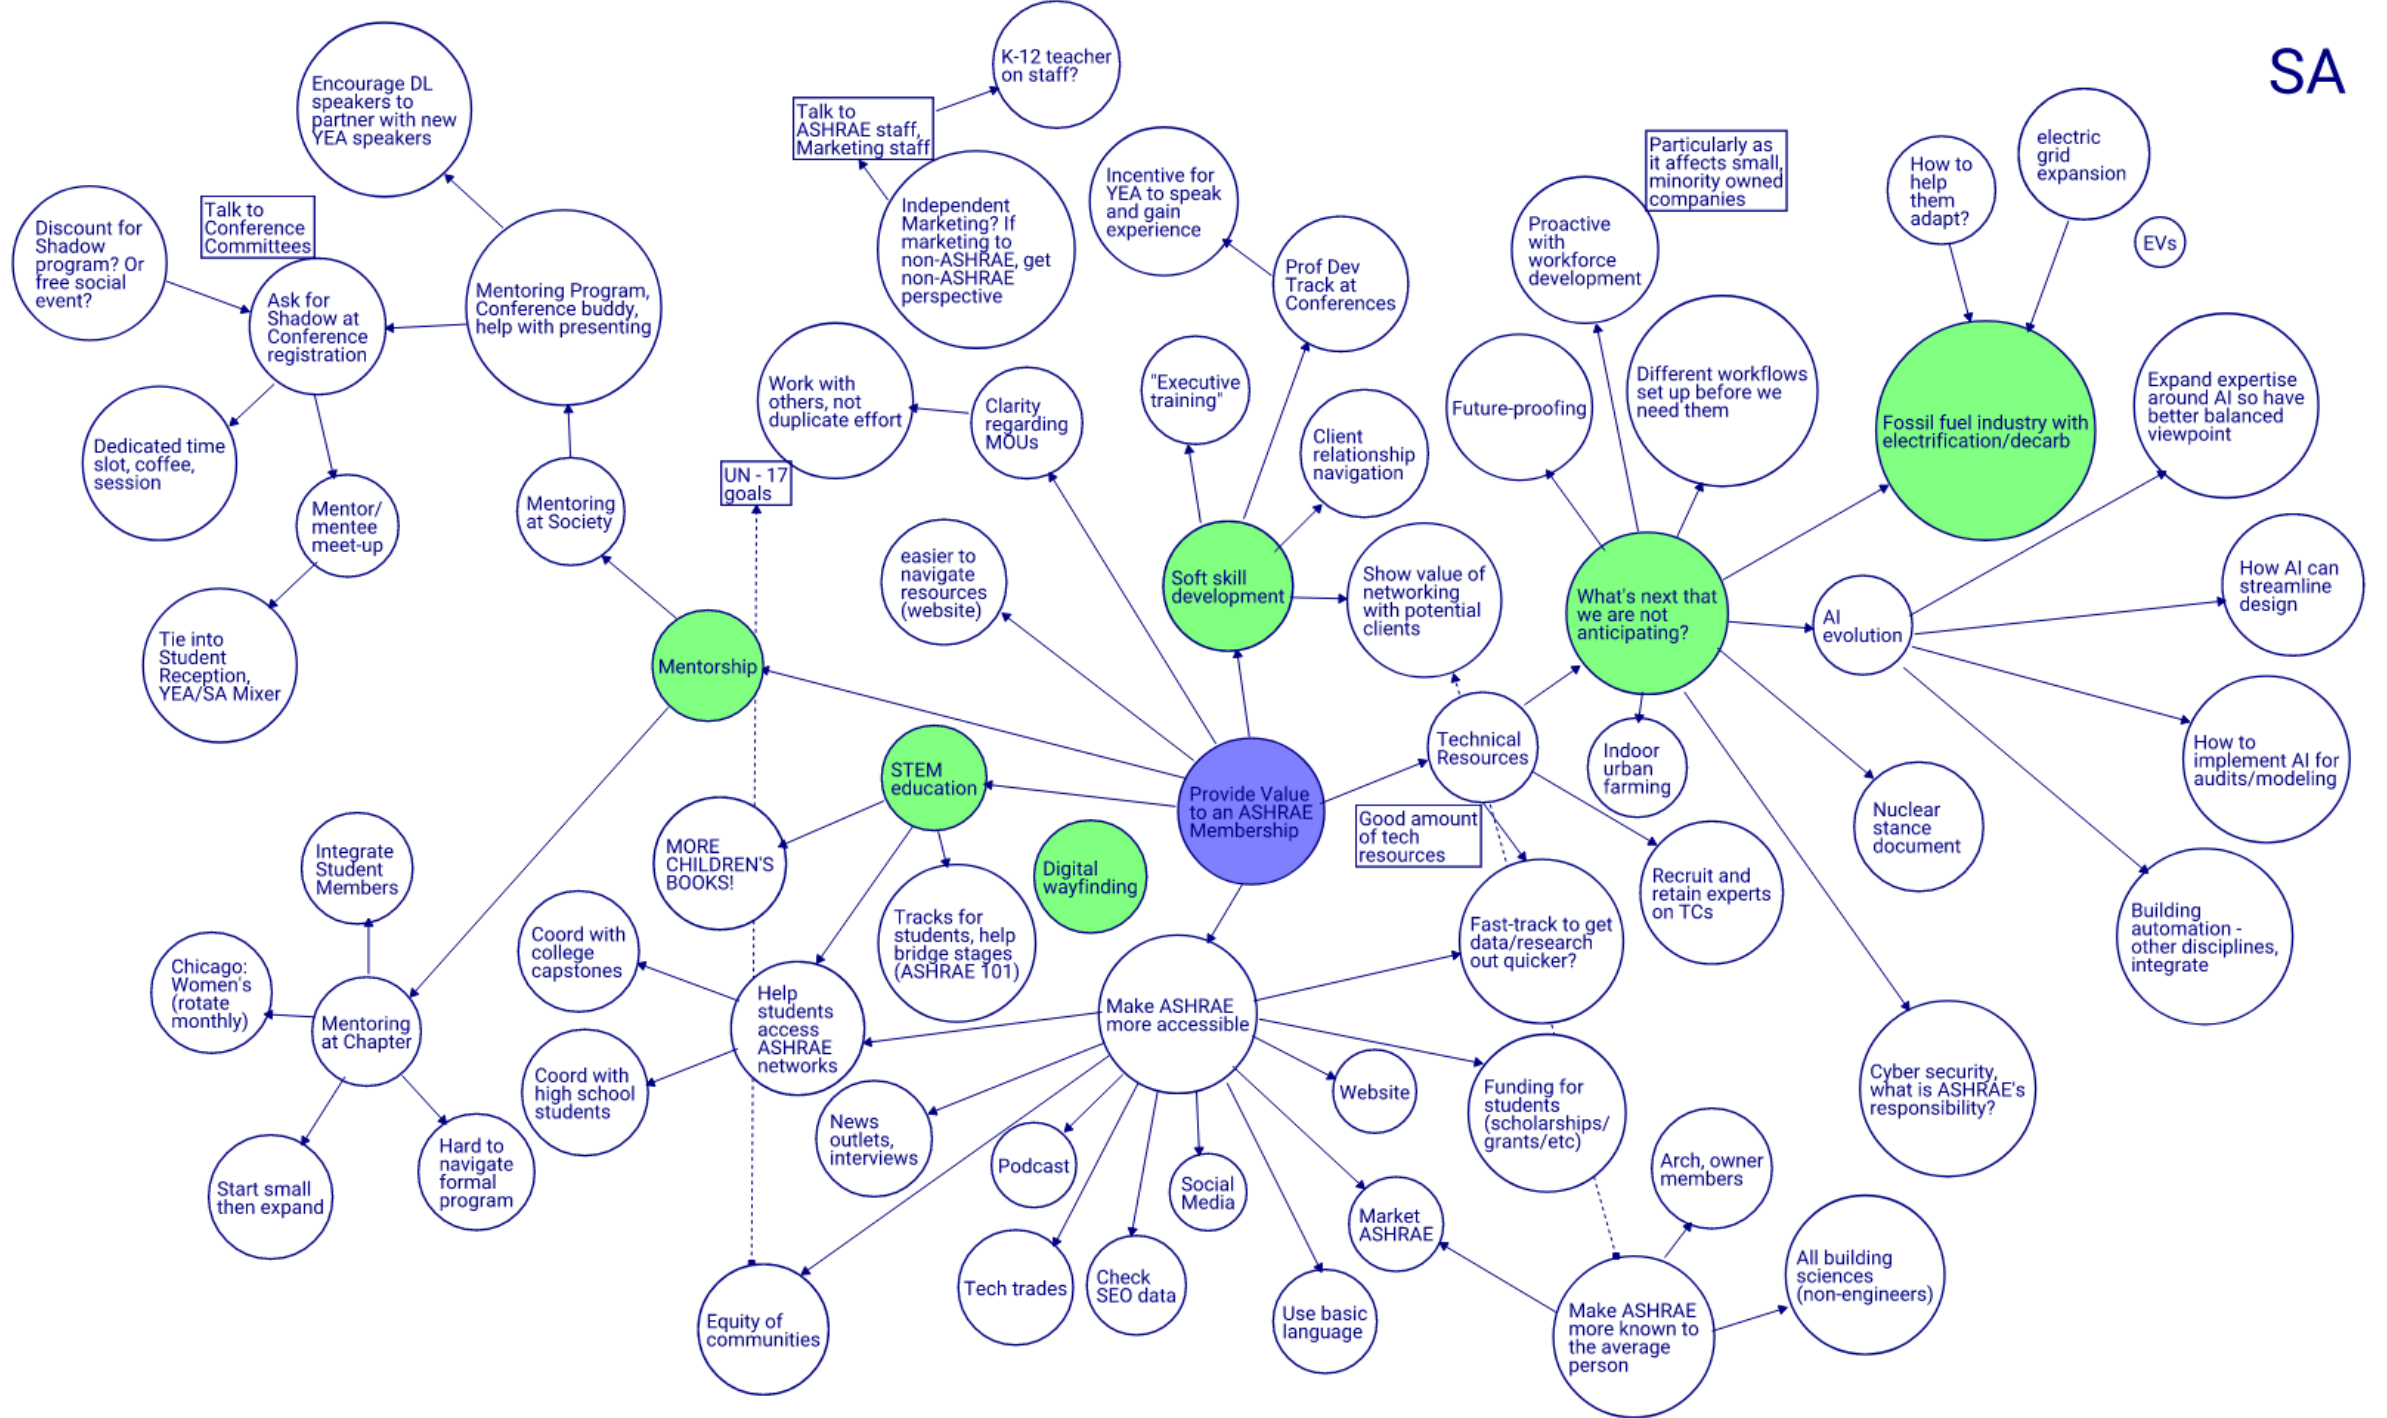 SA
K-12 teacher
on staff?
Encourage DL
speakers to
partner with new
YEA speakers
Talk to
ASHRAE staff,
Marketing staff
Particularly as
it affects small,
minority owned
companies
electric
grid
expansion
How to
help
them
adapt?
EVs
Incentive for
YEA to speak
and gain
experience
Independent
Marketing? If
marketing to
non-ASHRAE, get
non-ASHRAE
perspective
Talk to
Conference
Committees
Discount for
Shadow
program? Or
free social
event?
Ask for
Shadow at
Conference
registration
Mentoring Program,
Conference buddy,
help with presenting
Prof Dev
Track at
Conferences
Proactive
with
workforce
development
Work with
others, not
duplicate effort
Clarity
regarding
MOUs
"Executive
training"
Client
relationship
navigation
Future-proofing
Different workflows
set up before we
need them
Fossil fuel industry with
electrification/decarb
Expand expertise
around AI so have
better balanced
viewpoint
Dedicated time
slot, coffee,
session
Mentor/
mentee
meet-up
Mentoring
at Society
UN - 17
goals
easier to
navigate
resources
(website)
Soft skill
development
Show value of
networking
with potential
clients
What's next that
we are not
anticipating?
AI
evolution
How AI can
streamline
design
Tie into
Student
Reception,
YEA/SA Mixer
Mentorship
STEM
education
Provide Value
to an ASHRAE
Membership
Technical
Resources
Indoor
urban
farming
How to
implement AI for
audits/modeling
Nuclear
stance
document
Good amount
of tech
resources
Integrate
Student
Members
MORE
CHILDREN'S
BOOKS!
Digital
wayfinding
Recruit and
retain experts
on TCs
Building
automation -
other disciplines,
integrate
Coord with
college
capstones
Tracks for
students, help
bridge stages
(ASHRAE 101)
Fast-track to get
data/research
out quicker?
Chicago:
Women's
(rotate
monthly)
Mentoring
at Chapter
Help
students
access
ASHRAE
networks
Make ASHRAE
more accessible
Coord with
high school
students
Website
Funding for
students
(scholarships/
grants/etc)
Cyber security,
what is ASHRAE's
responsibility?
News
outlets,
interviews
Podcast
Social
Media
Market
ASHRAE
Arch, owner
members
Start small
then expand
Hard to
navigate
formal
program
Equity of
communities
Tech trades
Check
SEO data
Use basic
language
Make ASHRAE
more known to
the average
person
All building
sciences
(non-engineers)